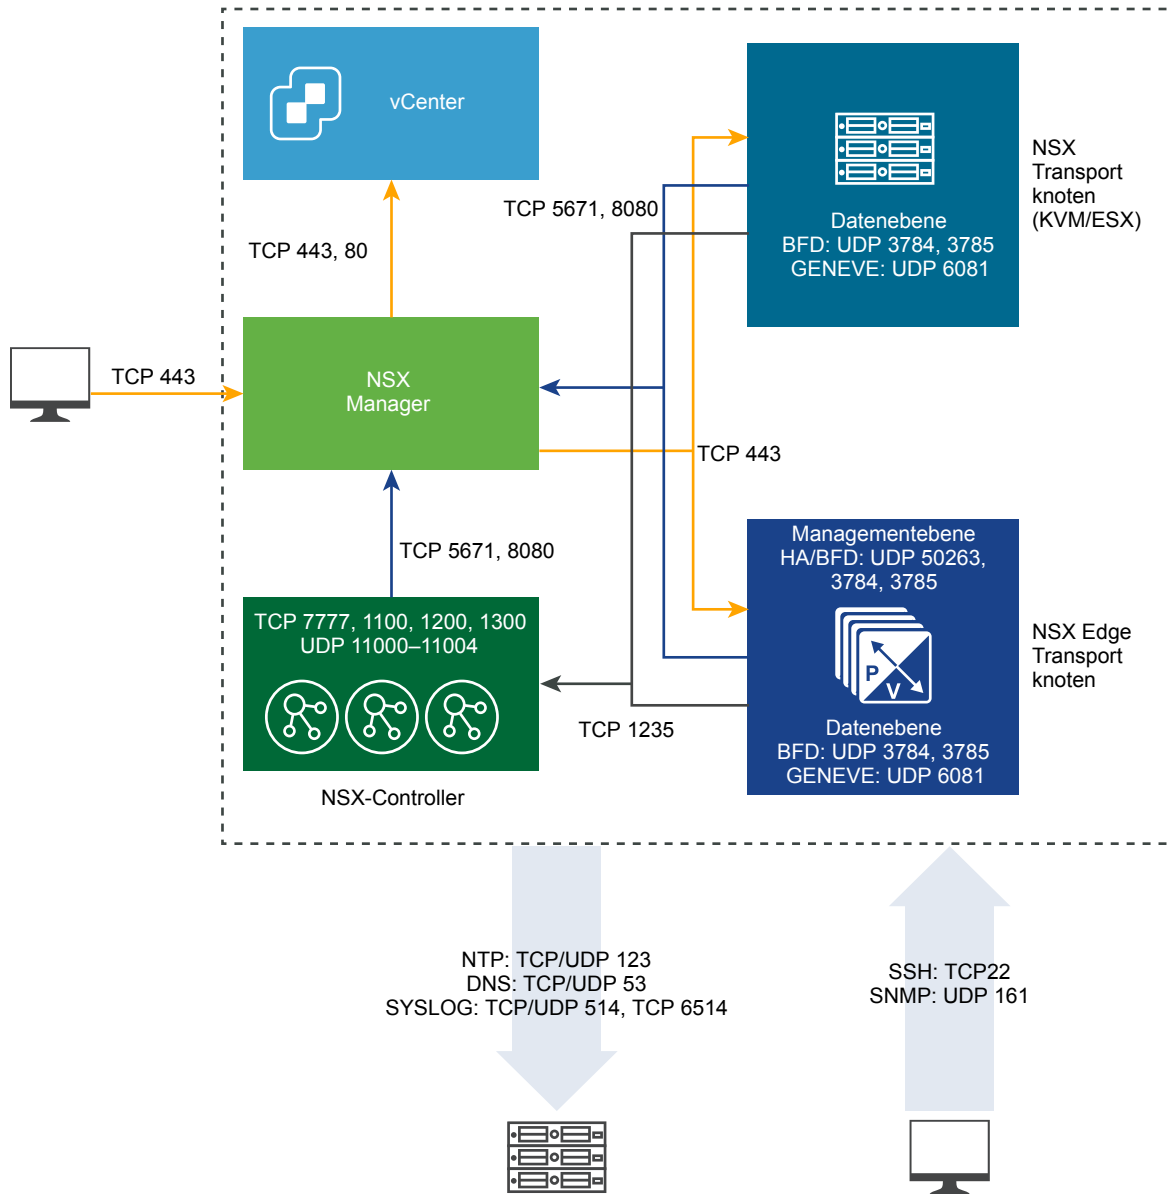 vCenter
NSX
Transport
knoten
(KVM/ESX)
Datenebene
BFD: UDP 3784, 3785
GENEVE: UDP 6081
TCP 5671, 8080
TCP 443, 80
TCP 443
NSX
Manager
TCP 443
TCP 5671, 8080
Managementebene
HA/BFD: UDP 50263,
3784, 3785
P
V
Datenebene
BFD: UDP 3784, 3785
GENEVE: UDP 6081
NSX Edge
Transport
knoten
TCP 7777, 1100, 1200, 1300
UDP 11000–11004
TCP 1235
NSX-Controller
NTP: TCP/UDP 123
DNS: TCP/UDP 53
SYSLOG: TCP/UDP 514, TCP 6514
SSH: TCP22
SNMP: UDP 161